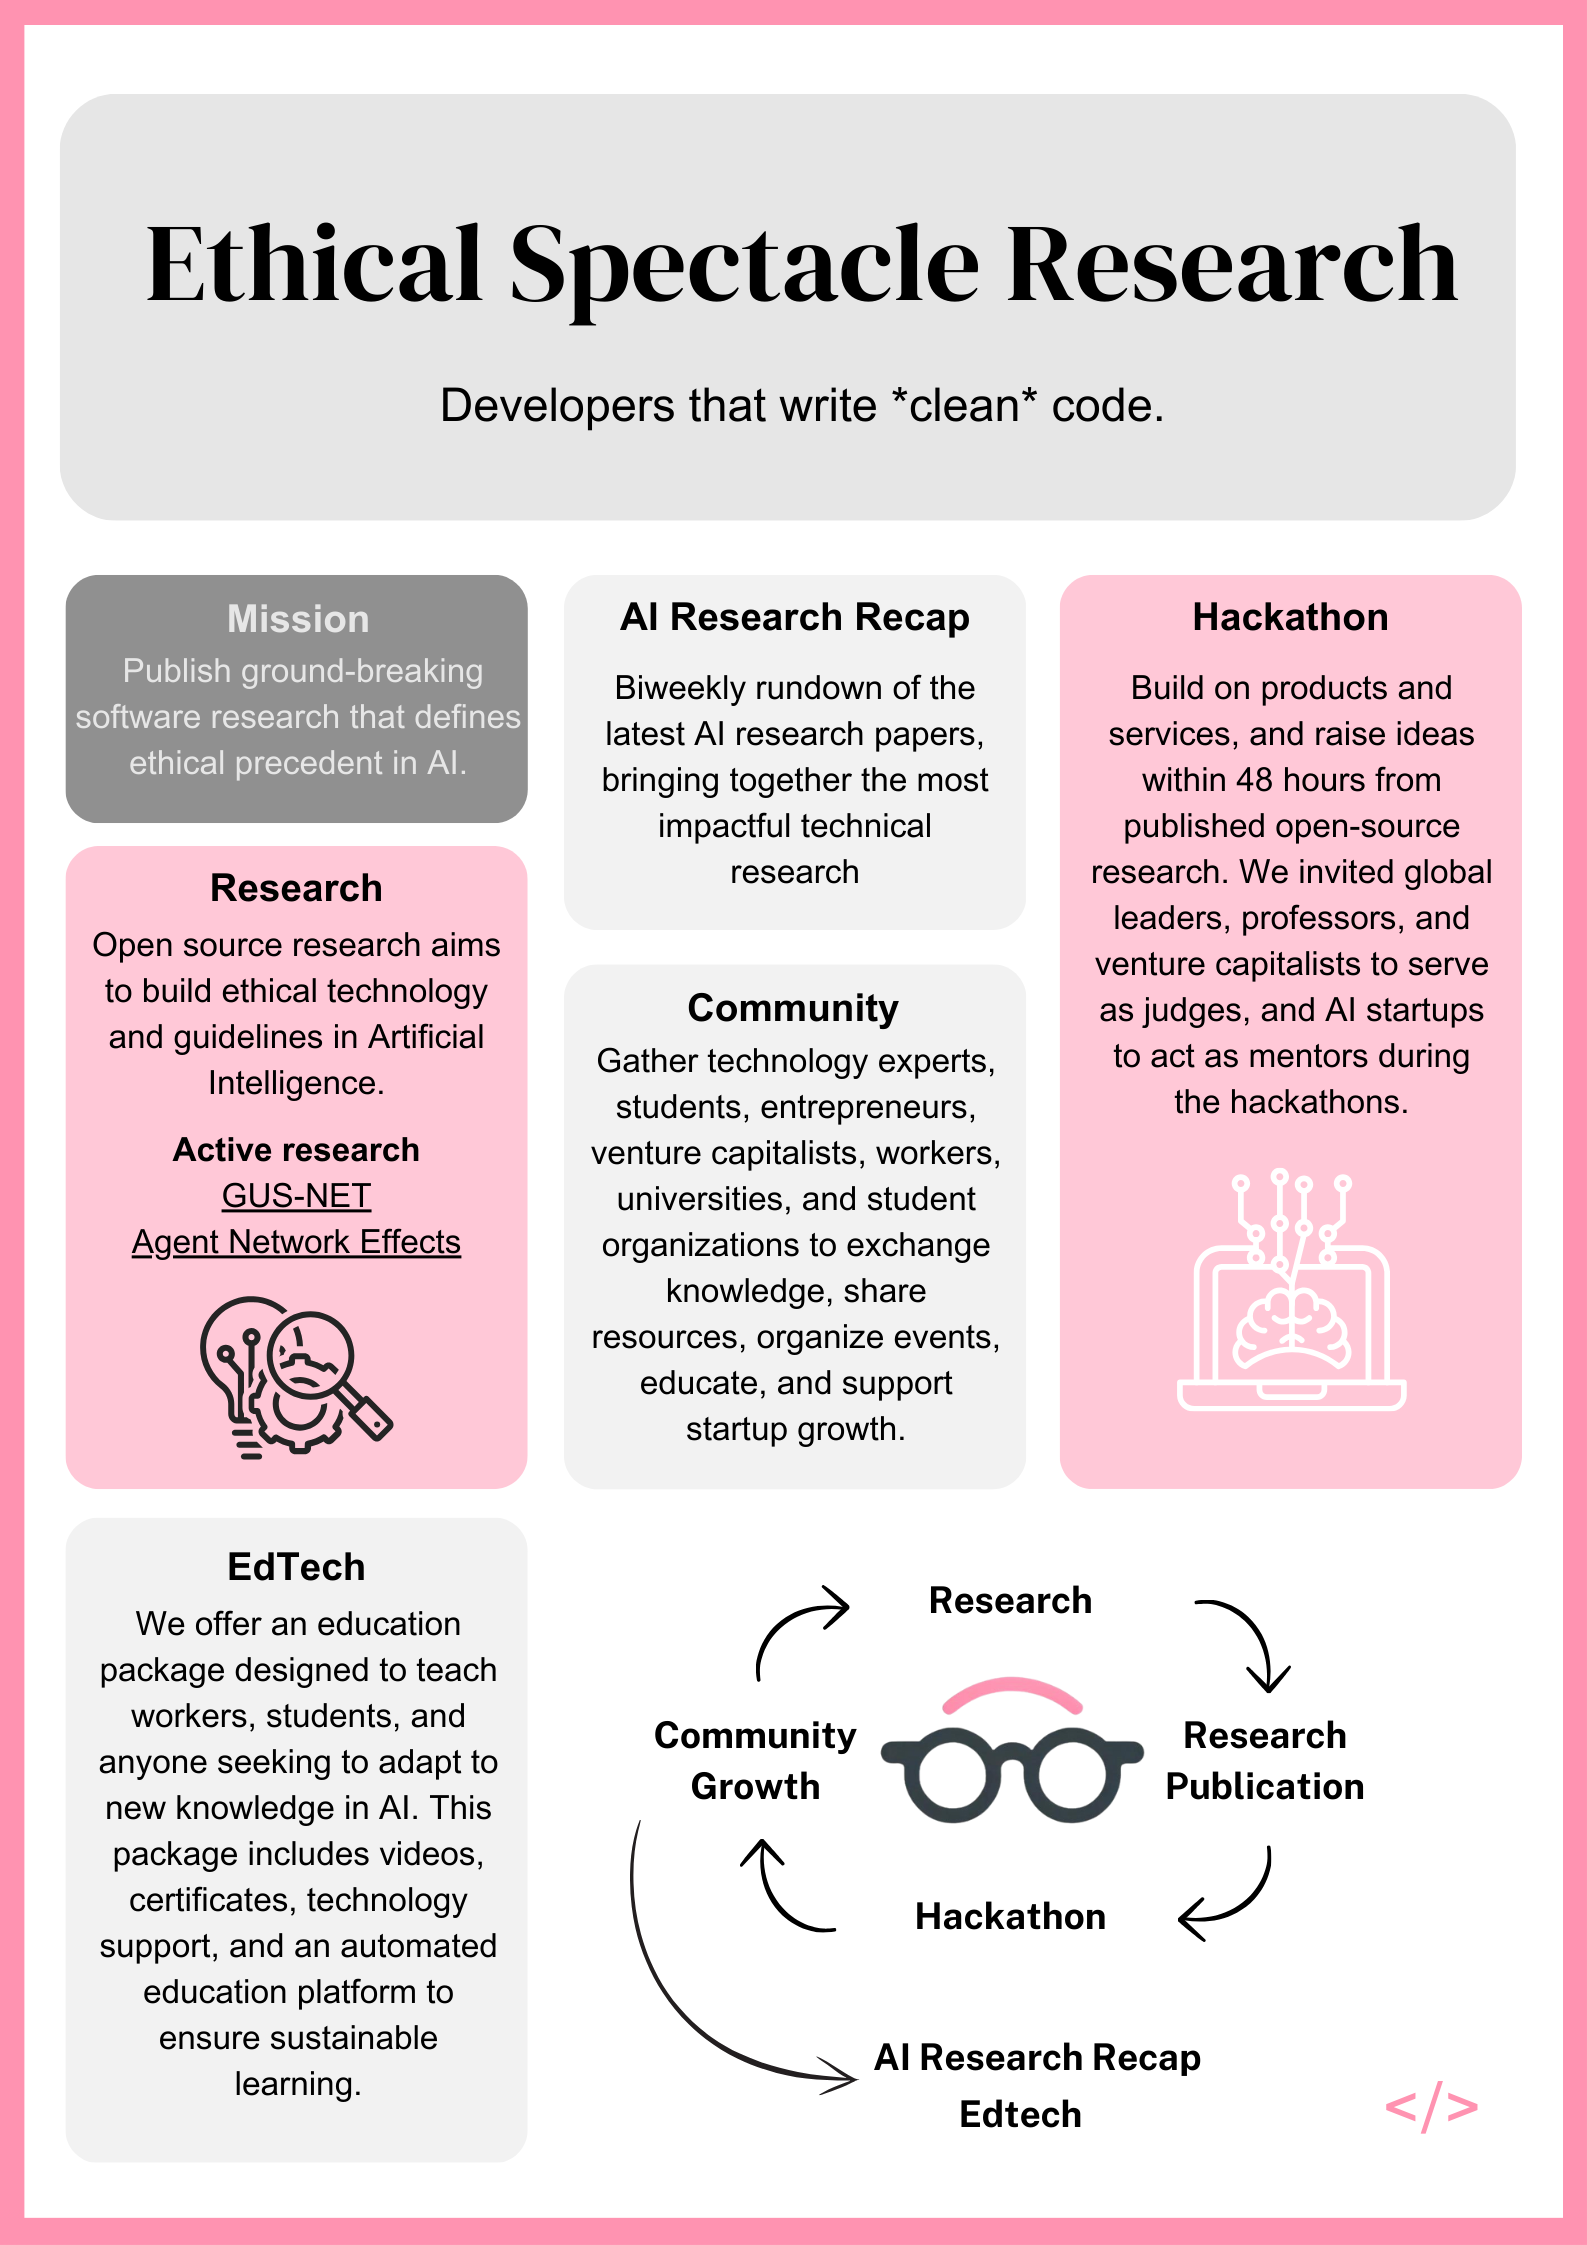 Ethical Spectacle Research
Developers that write *clean* code.
Mission
Publish ground-breaking
software research that defines
ethical precedent in AI.
Research
Open source research aims
to build ethical technology
and guidelines in Artificial
Intelligence.
Active research
GUS-NET
Agent Network Effects
AI Research Recap
Biweekly rundown of the
latest AI research papers,
bringing together the most
impactful technical
research
Community
Gather technology experts,
students, entrepreneurs,
venture capitalists, workers,
universities, and student
organizations to exchange
knowledge, share
resources, organize events,
educate, and support
startup growth.
Hackathon
Build on products and
services, and raise ideas
within 48 hours from
published open-source
research. We invited global
leaders, professors, and
venture capitalists to serve
as judges, and AI startups
to act as mentors during
the hackathons.
EdTech
We offer an education
package designed to teach
workers, students, and
anyone seeking to adapt to
new knowledge in AI. This
package includes videos,
certificates, technology
support, and an automated
education platform to
ensure sustainable
learning.
Research
Research
Publication
Hackathon
Community
Growth
AI Research Recap
Edtech
</>